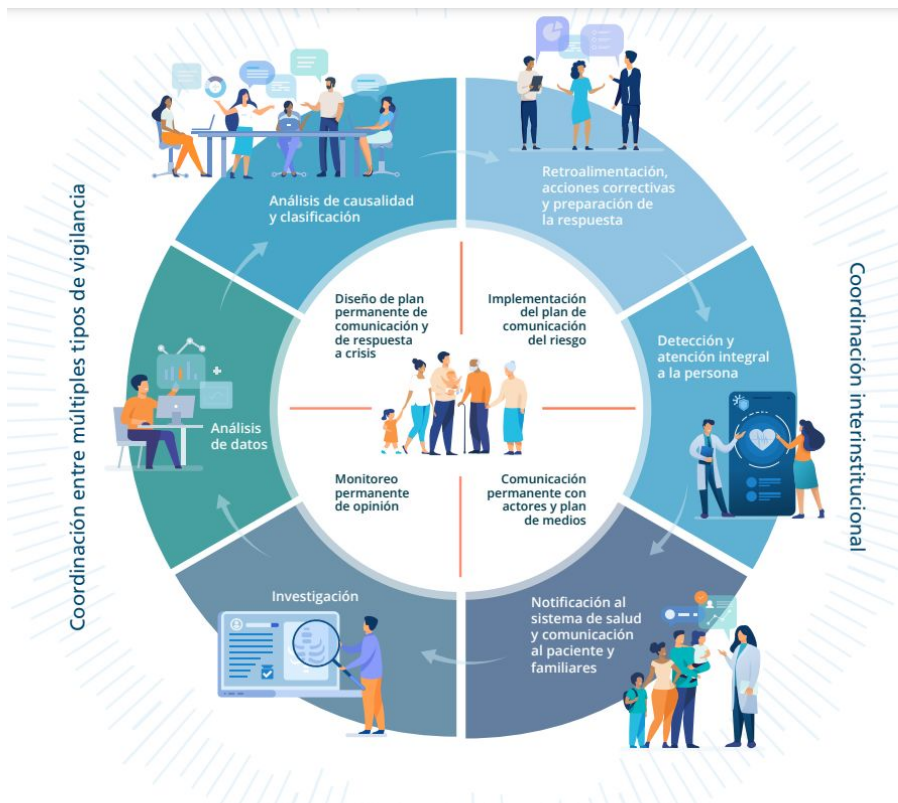 Análisis de causalidad
y clasificación
Retroalimentación,
acciones correctivas
y preparación de
la respuesta
Coordinación entre múltiples tipos de vigilancia
Coordinación interinstitucional
Diseño de plan
permanente de
comunicación y
de respuesta
a crisis
Implementación
del plan de
comunicación
del riesgo
Detección y
atención integral
a la persona
Análisis
de datos
Monitoreo
permanente
de opinión
Comunicación
permanente con
actores y plan
de medios
Investigación
Notificación al
sistema de salud
y comunicación
al paciente y
familiares